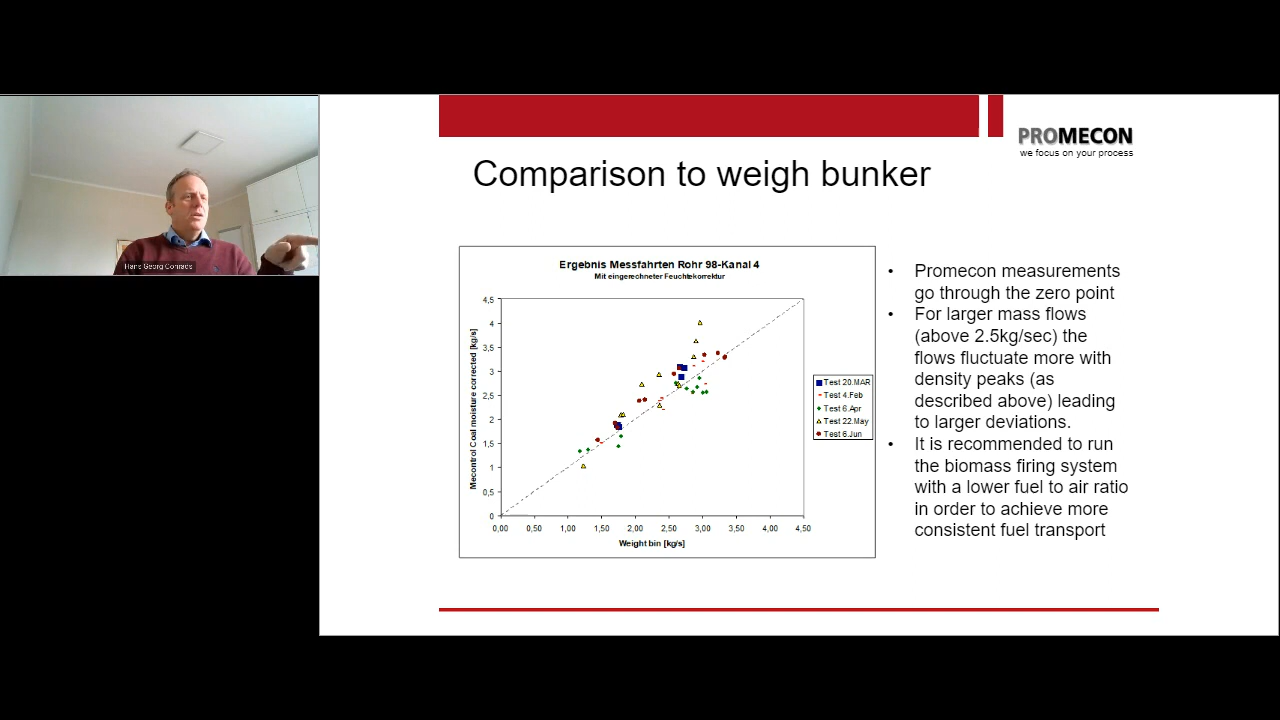 PROMECON
we focus on your process
Comparison to weigh bunker
Hans Georg Conrads
Ergebnis Messfahrten Rohr 98-Kanal 4
Mit eingerechneter Feuchtekorrektur
Mecontrol Coal moisture corrected [kg/s]
4,5
4
3,5
3
2,5
2
1,5
1
0,5
0
0,00 0,50 1,00 1,50 2,00 2,50 3,00 3,50 4,00 4,50
Weight bin [kg/s]
Test 20.MAR
Test 4.Feb
Test 6.Apr
Test 22.May
Test 6.Jun
• Promecon measurements
go through the zero point
• For larger mass flows
(above 2.5kg/sec) the
flows fluctuate more with
density peaks (as
described above) leading
to larger deviations.
• It is recommended to run
the biomass firing system
with a lower fuel to air ratio
in order to achieve more
consistent fuel transport